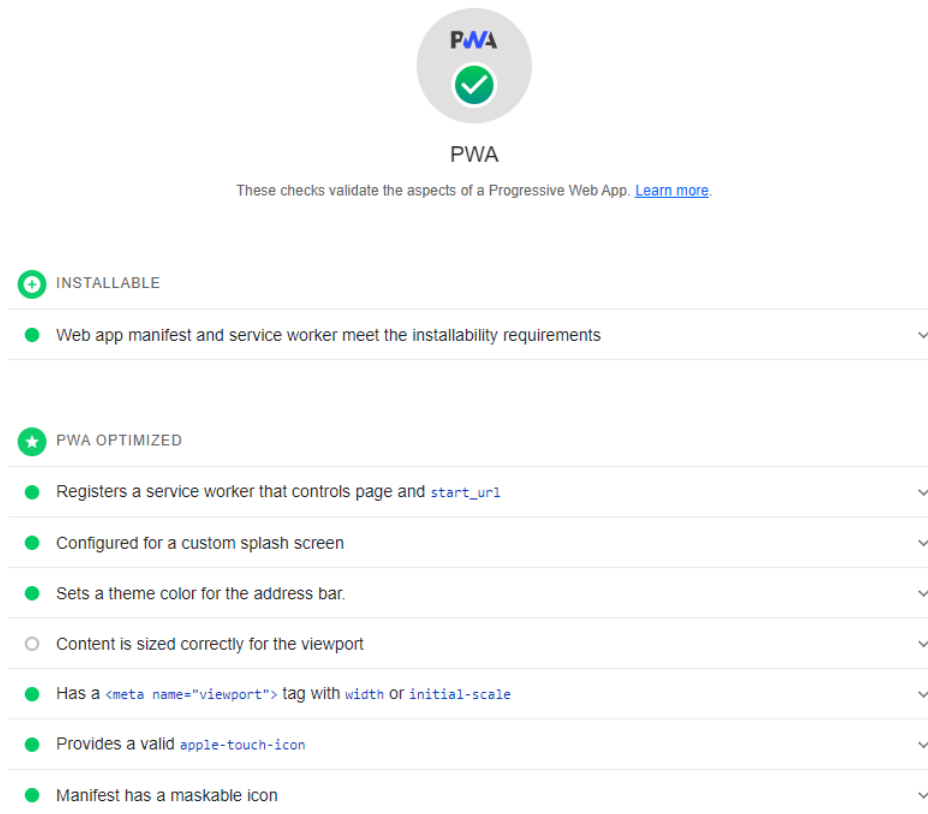 PWA
PWA
These checks validate the aspects of a Progressive Web App. Learn more.
INSTALLABLE
Web app manifest and service worker meet the installability requirements
PWA OPTIMIZED
Registers a service worker that controls page and start_url
Configured for a custom splash screen
Sets a theme color for the address bar.
Content is sized correctly for the viewport
Has a <meta name="viewport"> tag with width or initial-scale
Provides a valid apple-touch-icon
Manifest has a maskable icon